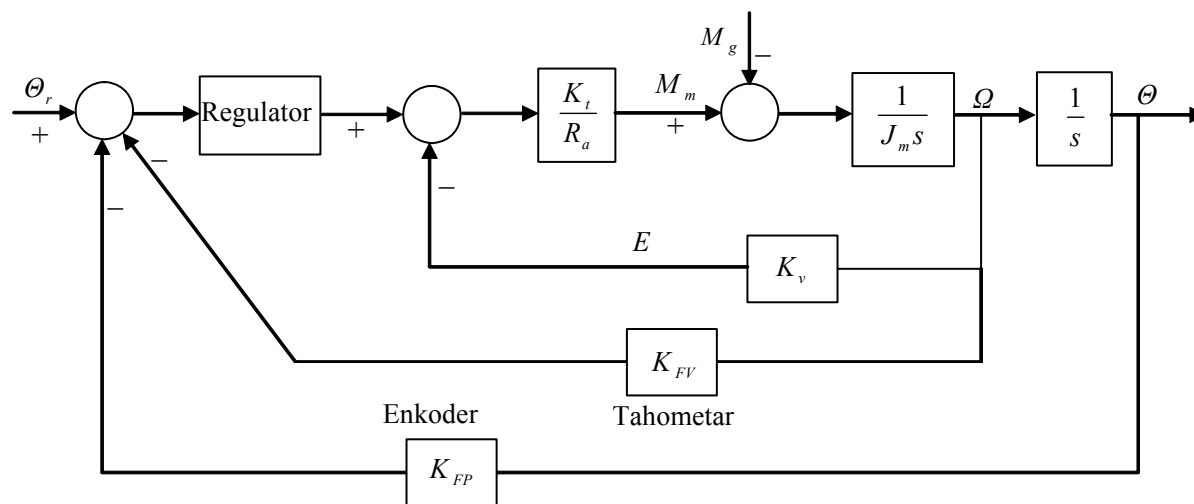 M_g
−
Θ_r
+
−
−
Regulator
+
−
K_t
R_a
M_m
+
1
J_m s
Ω
1
s
Θ
E
K_v
K_FV
Enkoder
Tahometar
K_FP